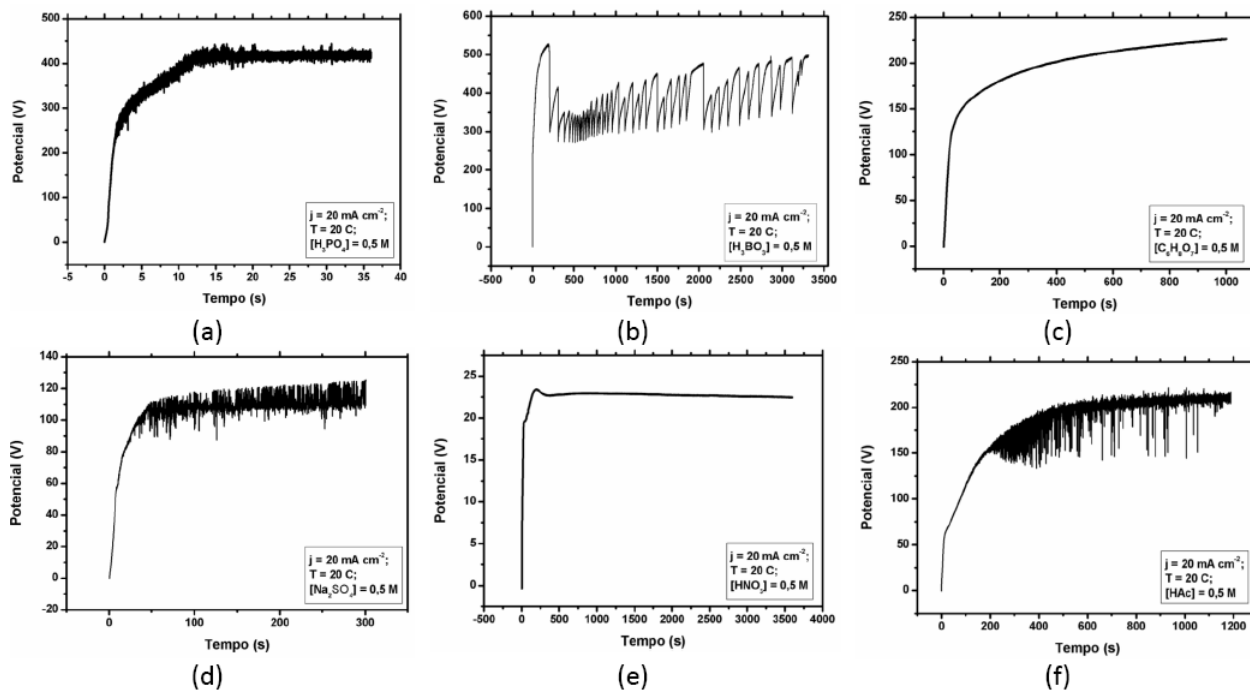 450
400
300
200
100
0
-5
0
5
10
15
20
25
30
35
40
Potencial (V)
Tempo (s)
j = 20 mA cm⁻²;
T = 20 C;
[H₃PO₄] = 0,5 M
(a)
600
500
400
300
200
100
0
-500
0
500
1000
1500
2000
2500
3000
3500
Potencial (V)
Tempo (s)
j = 20 mA cm⁻²;
T = 20 C;
[H₃BO₃] = 0,5 M
(b)
250
225
200
175
150
125
100
75
50
25
0
0
200
400
600
800
1000
Potencial (V)
Tempo (s)
j = 20 mA cm⁻²;
T = 20 C;
[C₆H₈O₇] = 0,5 M
(c)
140
120
100
80
60
40
20
0
-20
0
100
200
300
Potencial (V)
Tempo (s)
j = 20 mA cm⁻²;
T = 20 C;
[Na₂SO₄] = 0,5 M
(d)
25
20
15
10
5
0
-500
0
500
1000
1500
2000
2500
3000
3500
4000
Potencial (V)
Tempo (s)
j = 20 mA cm⁻²;
T = 20 C;
[HNO₃] = 0,5 M
(e)
250
200
150
100
50
0
0
200
400
600
800
1000
1200
Potencial (V)
Tempo (s)
j = 20 mA cm⁻²;
T = 20 C;
[HAc] = 0,5 M
(f)